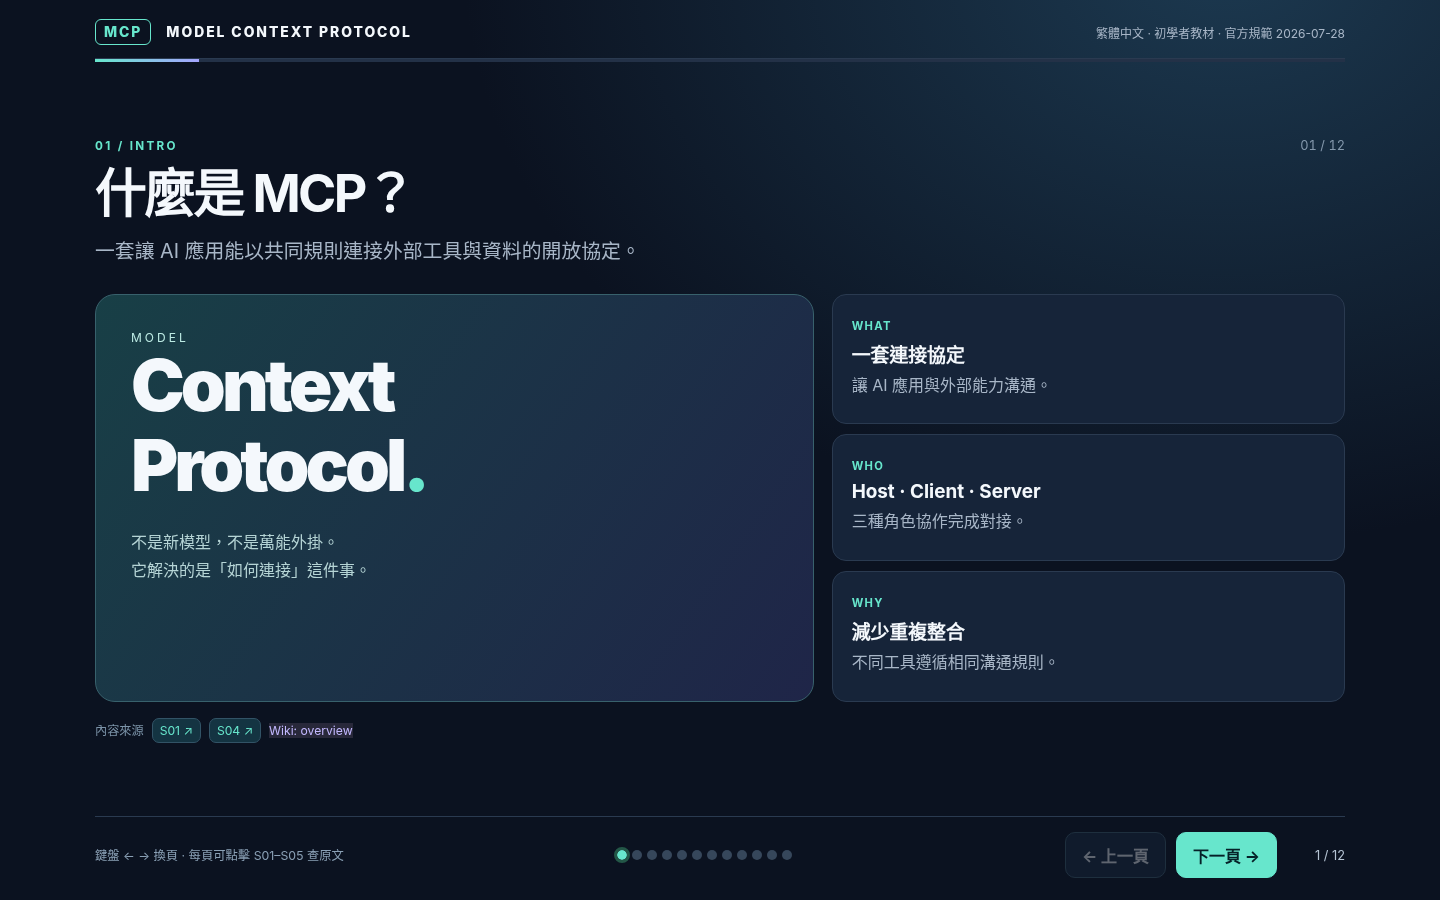 MCP MODEL CONTEXT PROTOCOL
繁體中文 · 初學者教材 · 官方規範 2026-07-28
01 / INTRO
01 / 12
什麼是 MCP？
一套讓 AI 應用能以共同規則連接外部工具與資料的開放協定。
MODEL
Context
Protocol.
不是新模型，不是萬能外掛。
它解決的是「如何連接」這件事。
WHAT
一套連接協定
讓 AI 應用與外部能力溝通。
WHO
Host · Client · Server
三種角色協作完成對接。
WHY
減少重複整合
不同工具遵循相同溝通規則。
內容來源 S01 ↗ S04 ↗ Wiki: overview
鍵盤 ← → 換頁 · 每頁可點擊 S01–S05 查原文
← 上一頁
下一頁 →
1 / 12